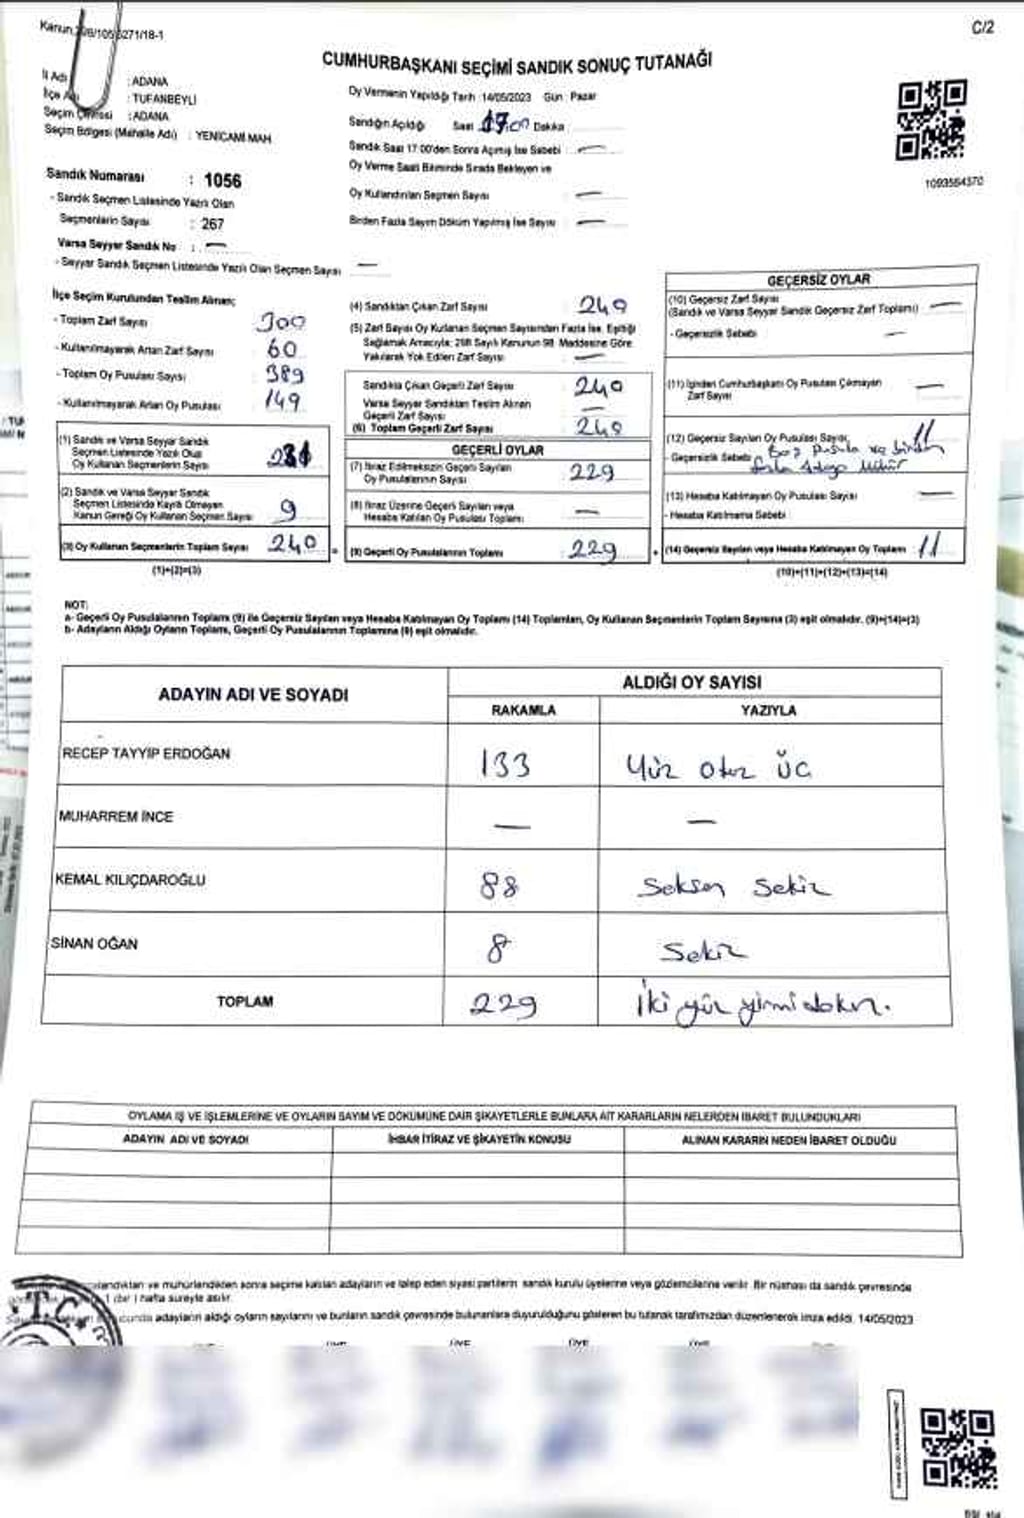 C/2
CUMHURBAŞKANI SEÇİMİ SANDIK SONUÇ TUTANAĞI
İl Adı : ADANA
: TUFANBEYLİ
Seçim Çevresi : ADANA
Seçim Bölgesi (Mahalle Adı) : YENİCAMİ MAH
Sandık Numarası : 1056
- Sandık Seçmen Listesinde Yazılı Olan
Seçmenlerin Sayısı : 267
Varsa Seyyar Sandık No : —
- Seyyar Sandık Seçmen Listesinde Yazılı Olan Seçmen Sayısı —
Oy Vermenin Yapıldığı Tarih :14/05/2023 Gün : Pazar
Sandığın Açıldığı Saat 17:00 Dakika
Sandık Saat 17:00'den Sonra Açılmış İse Sebebi : —
Oy Verme Saati Bitiminde Sırada Bekleyen ve
Oy Kullandırılan Seçmen Sayısı : —
Birden Fazla Sayım Döküm Yapılmış İse Sayısı : —
1093564370
İlçe Seçim Kurulundan Teslim Alınan;
- Toplam Zarf Sayısı : 300
- Kullanılmayarak Artan Zarf Sayısı : 60
- Toplam Oy Pusulası Sayısı : 389
- Kullanılmayarak Artan Oy Pusulası : 149
(1) Sandık ve Varsa Seyyar Sandık
Seçmen Listesinde Yazılı Olup
Oy Kullanan Seçmenlerin Sayısı : 231
(2) Sandık ve Varsa Seyyar Sandık
Seçmen Listesinde Kayıtlı Olmayan
Kanun Gereği Oy Kullanan Seçmen Sayısı : 9
(3) Oy Kullanan Seçmenlerin Toplam Sayısı : 240
(1)+(2)=(3)
(4) Sandıktan Çıkan Zarf Sayısı : 240
(5) Zarf Sayısı Oy Kullanan Seçmen Sayısından Fazla İse, Eşitliği
Sağlamak Amacıyla; 298 Sayılı Kanunun 98. Maddesine Göre
Yakılarak Yok Edilen Zarf Sayısı : —
Sandıkta Çıkan Geçerli Zarf Sayısı : 240
Varsa Seyyar Sandıktan Teslim Alınan
Geçerli Zarf Sayısı : —
(6) Toplam Geçerli Zarf Sayısı : 240
GEÇERLİ OYLAR
(7) İtiraz Edilmeksizin Geçerli Sayılan
Oy Pusulalarının Sayısı : 229
(8) İtiraz Üzerine Geçerli Sayılan veya
Hesaba Katılan Oy Pusulası Toplamı : —
(9) Geçerli Oy Pusulalarının Toplamı : 229
GEÇERSİZ OYLAR
(10) Geçersiz Zarf Sayısı
(Sandık ve Varsa Seyyar Sandık Geçersiz Zarf Toplamı) : —
- Geçersizlik Sebebi : —
(11) İçinden Cumhurbaşkanı Oy Pusulası Çıkmayan
Zarf Sayısı : —
(12) Geçersiz Sayılan Oy Pusulası Sayısı : 11
- Geçersizlik Sebebi : Boş pusula ve birden
fazla Adaya Mühür
(13) Hesaba Katılmayan Oy Pusulası Sayısı : —
- Hesaba Katılmama Sebebi :
(14) Geçersiz Sayılan veya Hesaba Katılmayan Oy Toplamı : 11
(10)+(11)+(12)+(13)=(14)
NOT:
a- Geçerli Oy Pusulalarının Toplamı (9) ile Geçersiz Sayılan veya Hesaba Katılmayan Oy Toplamı (14) Toplamları, Oy Kullanan Seçmenlerin Toplam Sayısına (3) eşit olmalıdır. (9)+(14)=(3)
b- Adayların Aldığı Oyların Toplamı, Geçerli Oy Pusulalarının Toplamına (9) eşit olmalıdır.
ADAYIN ADI VE SOYADI ALDIĞI OY SAYISI
RAKAMLA YAZIYLA
RECEP TAYYİP ERDOĞAN 133 Yüz otuz üç
MUHARREM İNCE — —
KEMAL KILIÇDAROĞLU 88 Seksen Sekiz
SİNAN OĞAN 8 Sekiz
TOPLAM 229 İki yüz yirmi dokuz.
OYLAMA İŞ VE İŞLEMLERİNE VE OYLARIN SAYIM VE DÖKÜMÜNE DAİR ŞİKAYETLERLE BUNLARA AİT KARARLARIN NELERDEN İBARET BULUNDUKLARI
ADAYIN ADI VE SOYADI İHBAR İTİRAZ VE ŞİKAYETİN KONUSU ALINAN KARARIN NEDEN İBARET OLDUĞU
ve mühürlendikten sonra seçime katılan adayların ve talep eden siyasi partilerin sandık kurulu üyelerine veya gözlemcilerine verilir. Bir nüshası da sandık çevresinde
1 (bir) hafta süreyle asılır.
adayların aldığı oyların sayılarını ve bunların sandık çevresinde bulunanlara duyurulduğunu gösteren bu tutanak tarafımızdan düzenlenerek imza edildi. 14/05/2023
T.C.
ÜYE ÜYE ÜYE ÜYE